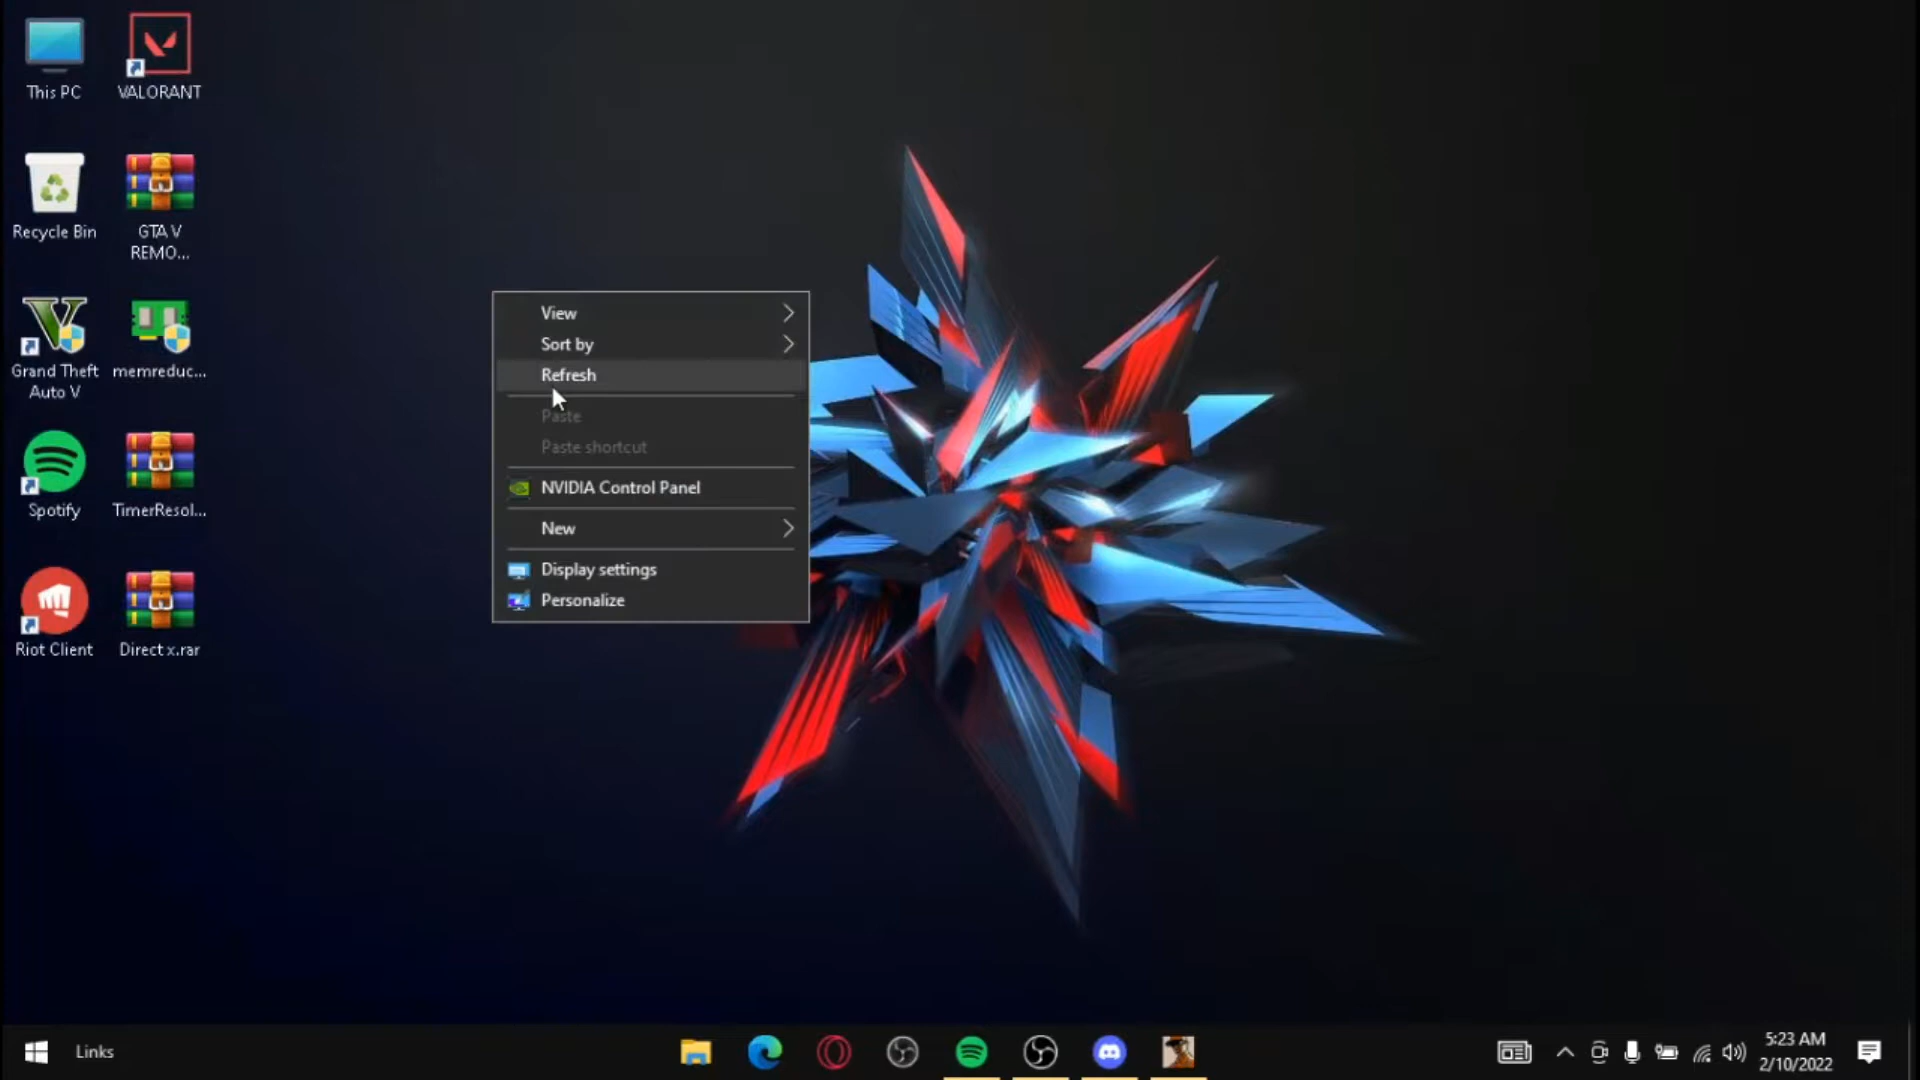 This PC
VALORANT
Recycle Bin
GTA V
REMO...
Grand Theft
Auto V
memreduc...
Spotify
TimerResol...
Riot Client
Direct x.rar
View
Sort by
Refresh
Paste
Paste shortcut
NVIDIA Control Panel
New
Display settings
Personalize
Links
5:23 AM
2/10/2022